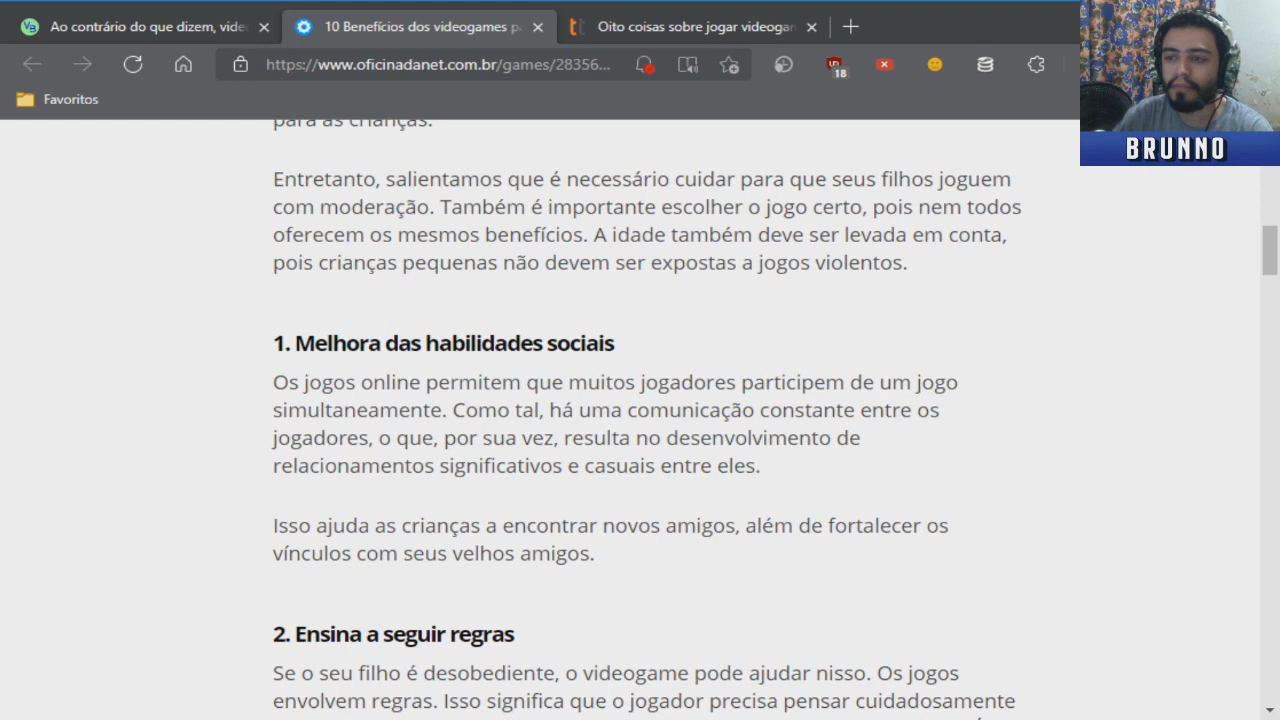 Ao contrário do que dizem, vide
10 Benefícios dos videogames p
Oito coisas sobre jogar videogan
https://www.oficinadanet.com.br/games/28356...
18
Favoritos
BRUNNO
para as crianças.
Entretanto, salientamos que é necessário cuidar para que seus filhos joguem
com moderação. Também é importante escolher o jogo certo, pois nem todos
oferecem os mesmos benefícios. A idade também deve ser levada em conta,
pois crianças pequenas não devem ser expostas a jogos violentos.
1. Melhora das habilidades sociais
Os jogos online permitem que muitos jogadores participem de um jogo
simultaneamente. Como tal, há uma comunicação constante entre os
jogadores, o que, por sua vez, resulta no desenvolvimento de
relacionamentos significativos e casuais entre eles.
Isso ajuda as crianças a encontrar novos amigos, além de fortalecer os
vínculos com seus velhos amigos.
2. Ensina a seguir regras
Se o seu filho é desobediente, o videogame pode ajudar nisso. Os jogos
envolvem regras. Isso significa que o jogador precisa pensar cuidadosamente